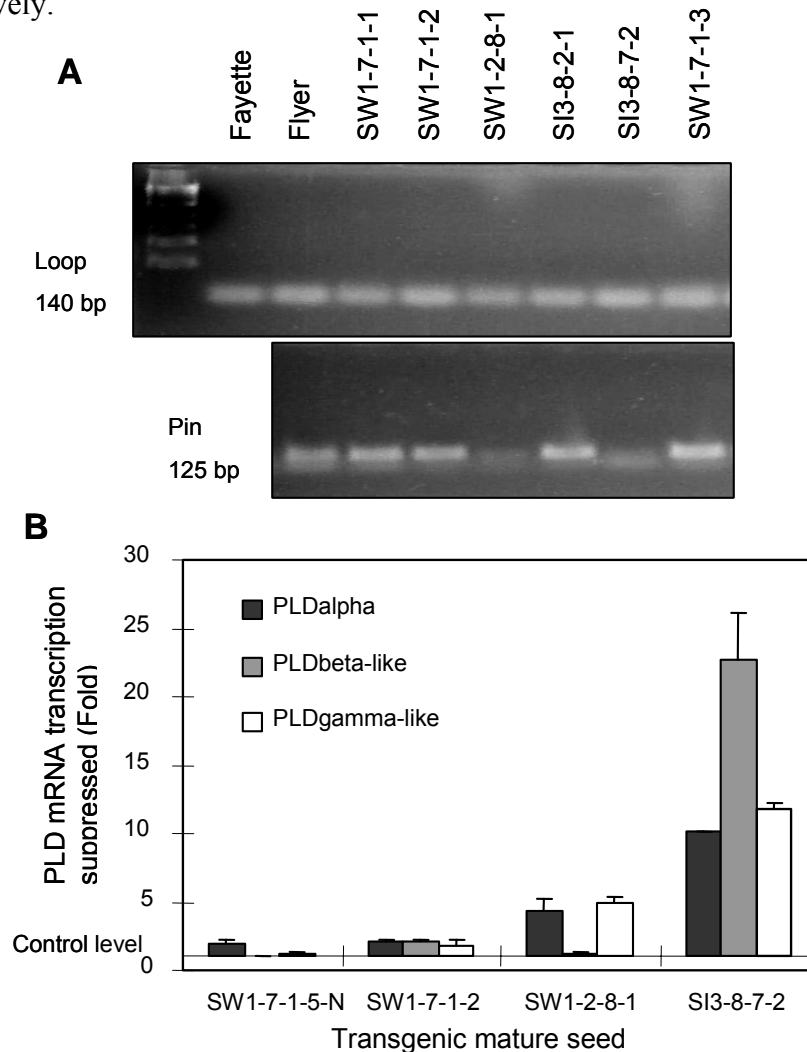 vely.
A
Fayette
Flyer
SW1-7-1-1
SW1-7-1-2
SW1-2-8-1
SI3-8-2-1
SI3-8-7-2
SW1-7-1-3
Loop
140 bp
Pin
125 bp
B
PLD mRNA transcription
suppressed (Fold)
30
25
20
15
10
5
Control level
0
PLDalpha
PLDbeta-like
PLDgamma-like
SW1-7-1-5-N SW1-7-1-2 SW1-2-8-1 SI3-8-7-2
Transgenic mature seed